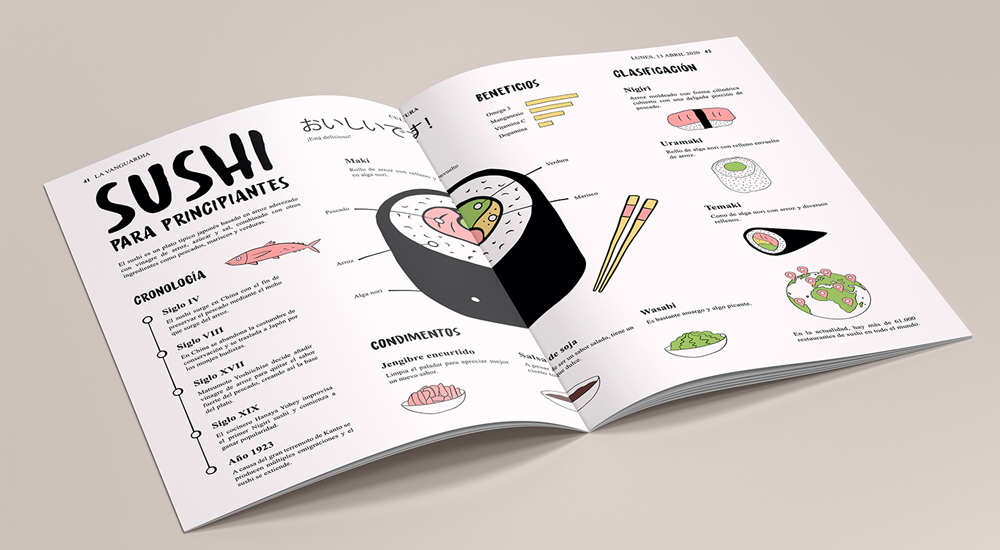 41 LA VANGUARDIA
SUSHI
PARA PRINCIPIANTES
El sushi es un plato típico japonés basado en arroz aderezado
con vinagre de arroz, azúcar y sal, combinado con otros
ingredientes como pescados, mariscos y verduras.
CRONOLOGÍA
Siglo IV
El sushi surge en China con el fin de
preservar el pescado mediante el moho
que surge del arroz.
Siglo VIII
En China se abandona la costumbre de
conservación y se traslada a Japón por
los monjes budistas.
Siglo XVII
Matsumoto Yoshiichise decide añadir
vinagre de arroz para quitar el sabor
fuerte del pescado, creando así la base
del plato.
Siglo XIX
El cocinero Hanaya Yohey improvisa
el primer Nigiri sushi y comienza a
ganar popularidad.
Año 1923
A causa del gran terremoto de Kanto se
producen múltiples emigraciones y el
sushi se extiende.
おいしいです!
¡Está delicioso!
Maki
Rollo de arroz con relleno envuelto
en alga nori.
Pescado
Arroz
Alga nori
Verdura
Marisco
CONDIMENTOS
Jengibre encurtido
Limpia el paladar para apreciar mejor
un nuevo sabor.
Salsa de soja
A pesar de ser un sabor salado, tiene un
cierto toque dulce.
Wasabi
Es bastante amargo y algo picante.
BENEFICIOS
Omega 3
Manganesio
Vitamina C
Dopamina
LUNES, 13 ABRIL 2020 43
CLASIFICACIÓN
Nigiri
Arroz moldeado con forma cilíndrica
cubierto con una delgada porción de
pescado.
Uramaki
Rollo de alga nori con relleno envuelto
de arroz.
Temaki
Cono de alga nori con arroz y diversos
rellenos.
En la actualidad, hay más de 61.000
restaurantes de sushi en todo el mundo.